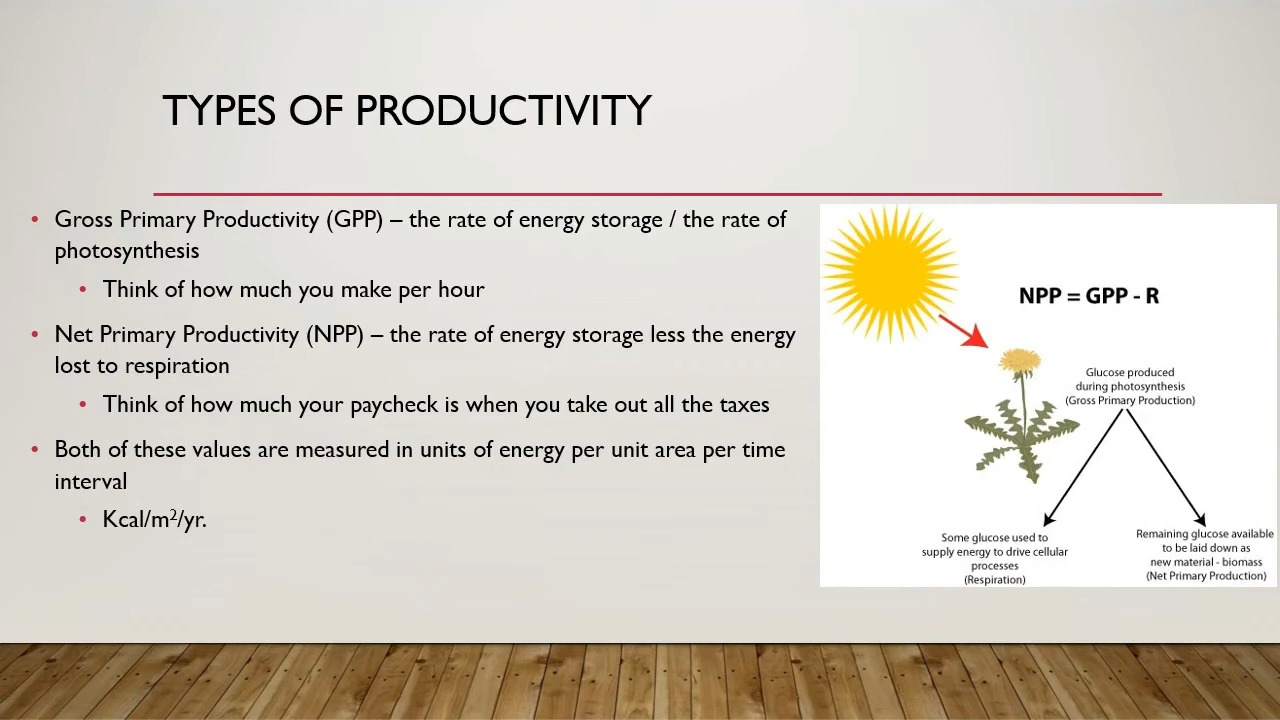 TYPES OF PRODUCTIVITY
• Gross Primary Productivity (GPP) – the rate of energy storage / the rate of
photosynthesis
• Think of how much you make per hour
• Net Primary Productivity (NPP) – the rate of energy storage less the energy
lost to respiration
• Think of how much your paycheck is when you take out all the taxes
• Both of these values are measured in units of energy per unit area per time
interval
• Kcal/m²/yr.
NPP = GPP - R
Glucose produced
during photosynthesis
(Gross Primary Production)
Some glucose used to
supply energy to drive cellular
processes
(Respiration)
Remaining glucose available
to be laid down as
new material - biomass
(Net Primary Production)